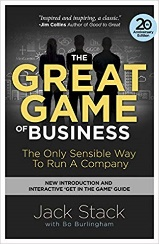 "Inspired and inspiring, a classic."
-Jim Collins Author of Good to Great
20th
Anniversary
Edition
THE
GREAT
GAME
OF
BUSINESS
The Only Sensible Way
To Run A Company
NEW INTRODUCTION AND
INTERACTIVE 'GET IN THE GAME' GUIDE
Jack Stack
with Bo Burlingham